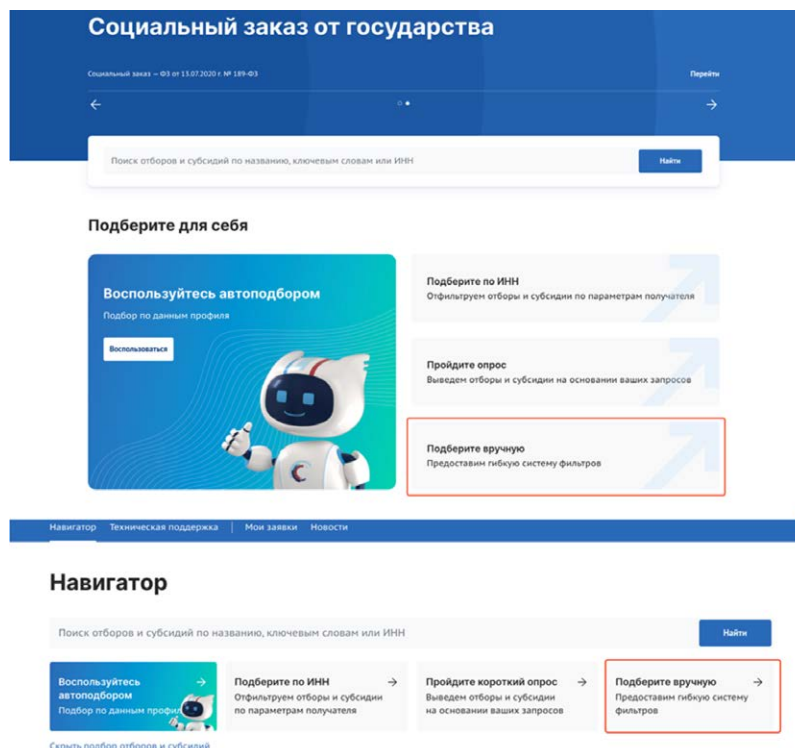 Социальный заказ от государства
Социальный заказ – ФЗ от 13.07.2020 г. № 189-ФЗ
Перейти
Поиск отборов и субсидий по названию, ключевым словам или ИНН
Найти
Подберите для себя
Воспользуйтесь автоподбором
Подбор по данным профиля
Воспользоваться
Подберите по ИНН
Отфильтруем отборы и субсидии по параметрам получателя
Пройдите опрос
Выведем отборы и субсидии на основании ваших запросов
Подберите вручную
Предоставим гибкую систему фильтров
Навигатор Техническая поддержка | Мои заявки Новости
Навигатор
Поиск отборов и субсидий по названию, ключевым словам или ИНН
Найти
Воспользуйтесь
автоподбором
Подбор по данным профил
Подберите по ИНН
Отфильтруем отборы и субсидии
по параметрам получателя
Пройдите короткий опрос
Выведем отборы и субсидии
на основании ваших запросов
Подберите вручную
Предоставим гибкую систему
фильтров
Скрыть подбор отборов и субсидий